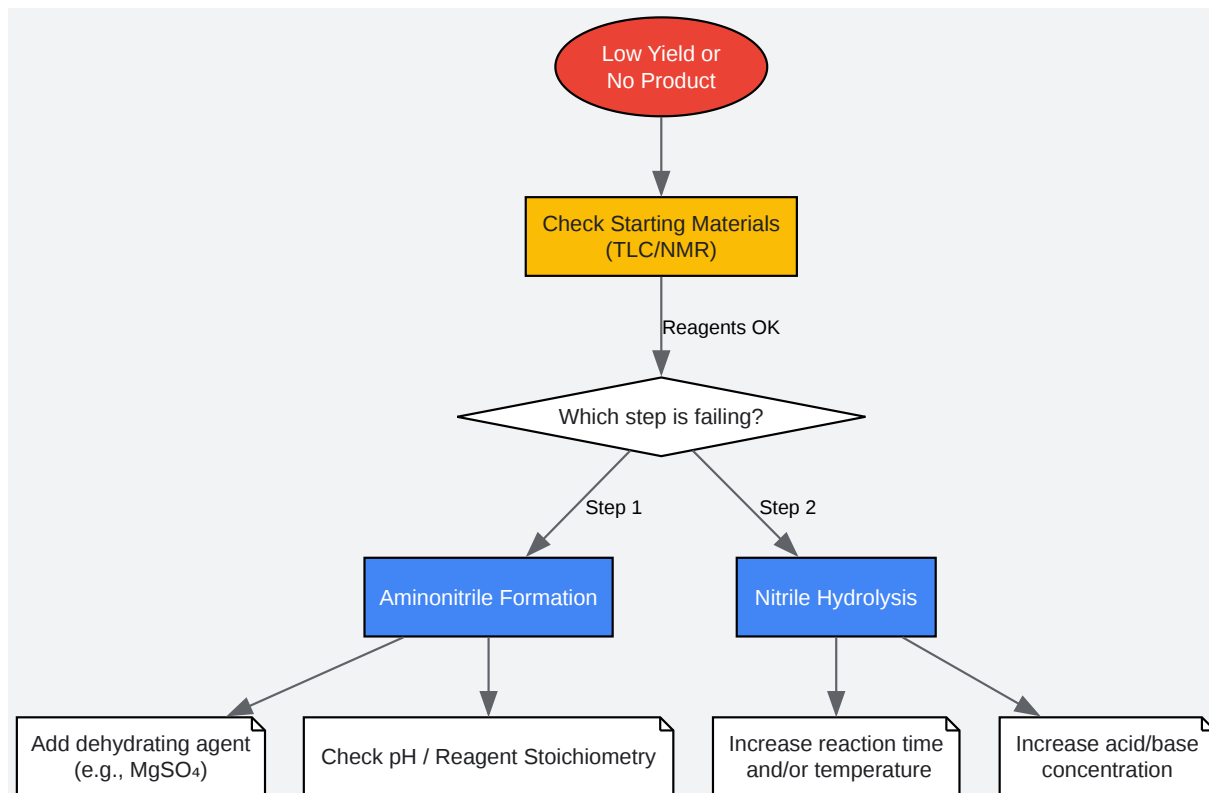 Low Yield or
No Product
Check Starting Materials
(TLC/NMR)
Reagents OK
Which step is failing?
Step 1
Step 2
Aminonitrile Formation
Nitrile Hydrolysis
Add dehydrating agent
(e.g., MgSO₄)
Check pH / Reagent Stoichiometry
Increase reaction time
and/or temperature
Increase acid/base
concentration